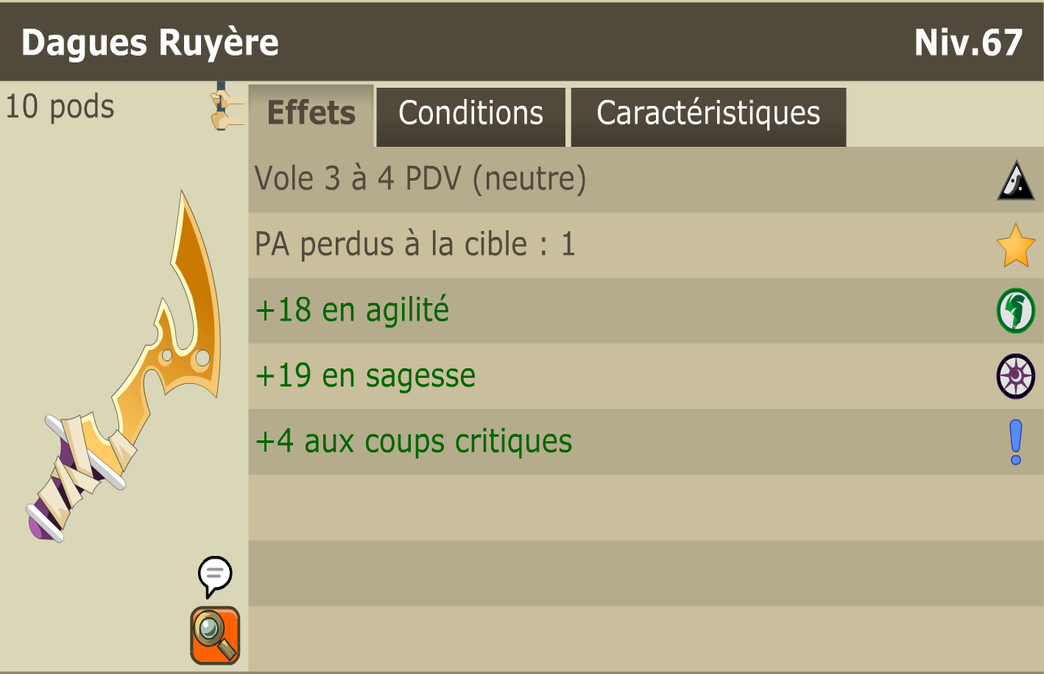 Dagues Ruyère
Niv.67
10 pods
Effets
Conditions
Caractéristiques
Vole 3 à 4 PDV (neutre)
PA perdus à la cible : 1
+18 en agilité
+19 en sagesse
+4 aux coups critiques